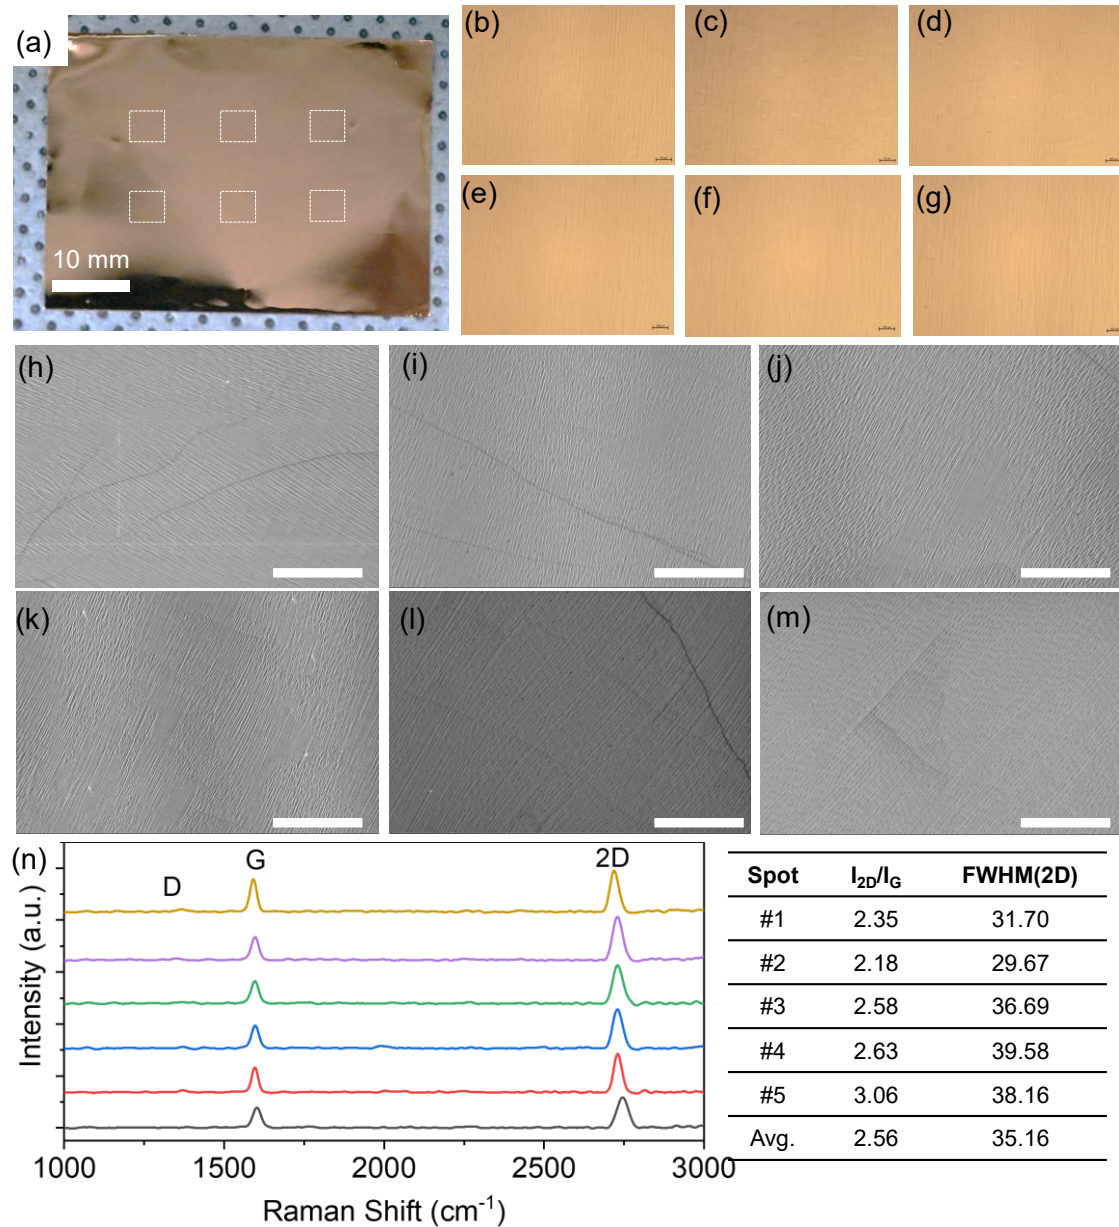 (a)
10 mm
(b)
(c)
(d)
(e)
(f)
(g)
(h)
(i)
(j)
(k)
(l)
(m)
(n)
D
G
2D
Intensity (a.u.)
1000
1500
2000
2500
3000
Raman Shift (cm⁻¹)
Spot I₂D/IG FWHM(2D)
#1 2.35 31.70
#2 2.18 29.67
#3 2.58 36.69
#4 2.63 39.58
#5 3.06 38.16
Avg. 2.56 35.16